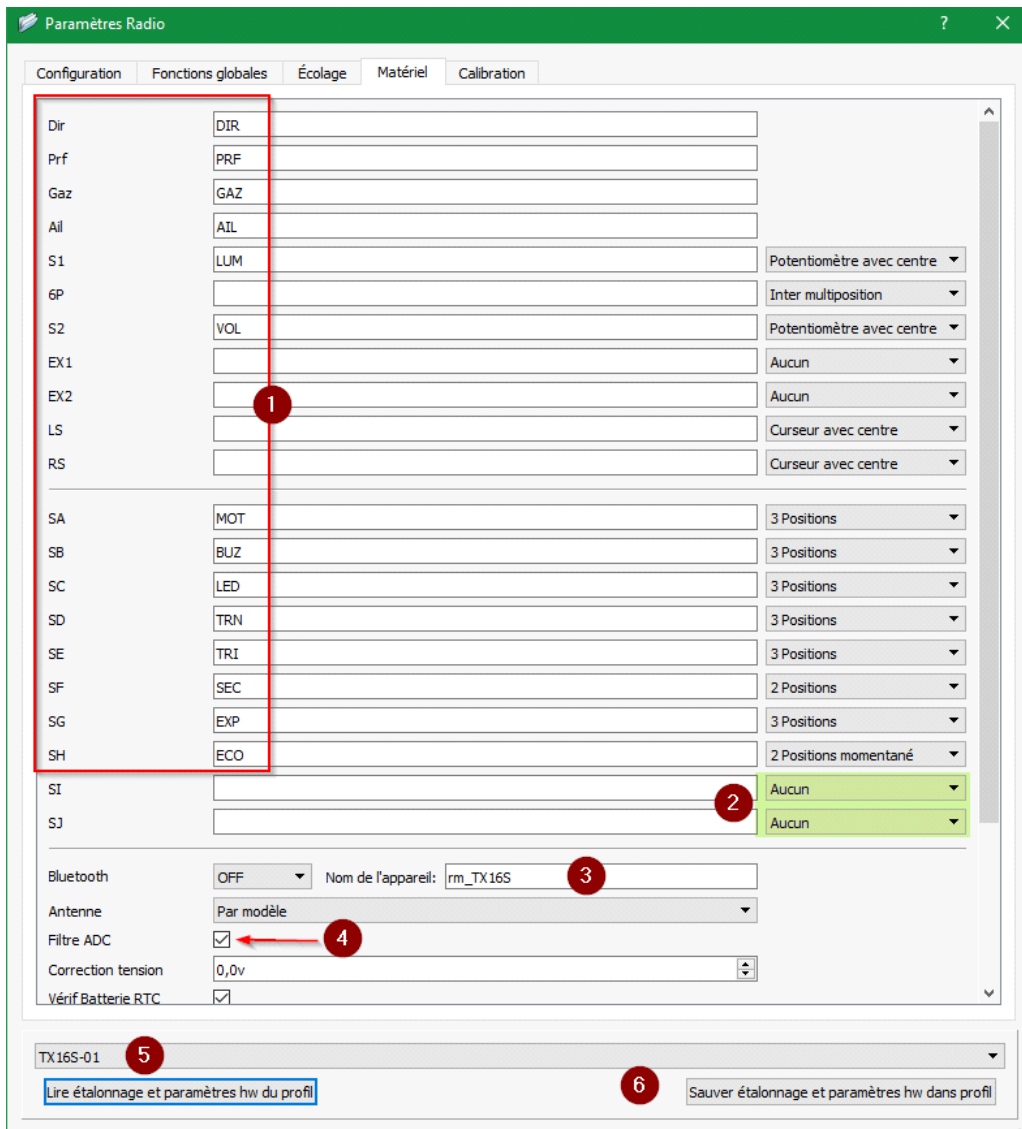 Paramètres Radio ? ×
Configuration Fonctions globales Écolage Matériel Calibration
Dir DIR
Prf PRF
Gaz GAZ
Ail AIL
S1 LUM Potentiomètre avec centre
6P Inter multiposition
S2 VOL Potentiomètre avec centre
EX1 Aucun
EX2 Aucun
1
LS Curseur avec centre
RS Curseur avec centre
SA MOT 3 Positions
SB BUZ 3 Positions
SC LED 3 Positions
SD TRN 3 Positions
SE TRI 3 Positions
SF SEC 2 Positions
SG EXP 3 Positions
SH ECO 2 Positions momentané
SI Aucun
2
SJ Aucun
Bluetooth OFF Nom de l'appareil: rm_TX16S 3
Antenne Par modèle
Filtre ADC 4
Correction tension 0,0v
Vérif Batterie RTC
TX16S-01 5
Lire étalonnage et paramètres hw du profil 6 Sauver étalonnage et paramètres hw dans profil